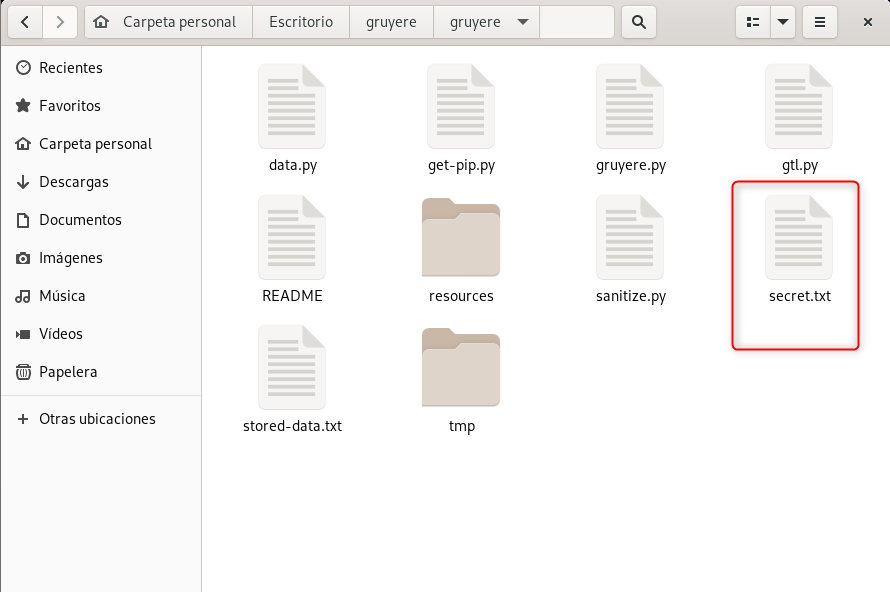 Carpeta personal Escritorio gruyere gruyere
Recientes
Favoritos
Carpeta personal
Descargas
Documentos
Imágenes
Música
Vídeos
Papelera
Otras ubicaciones
data.py get-pip.py gruyere.py gtl.py
README resources sanitize.py secret.txt
stored-data.txt tmp